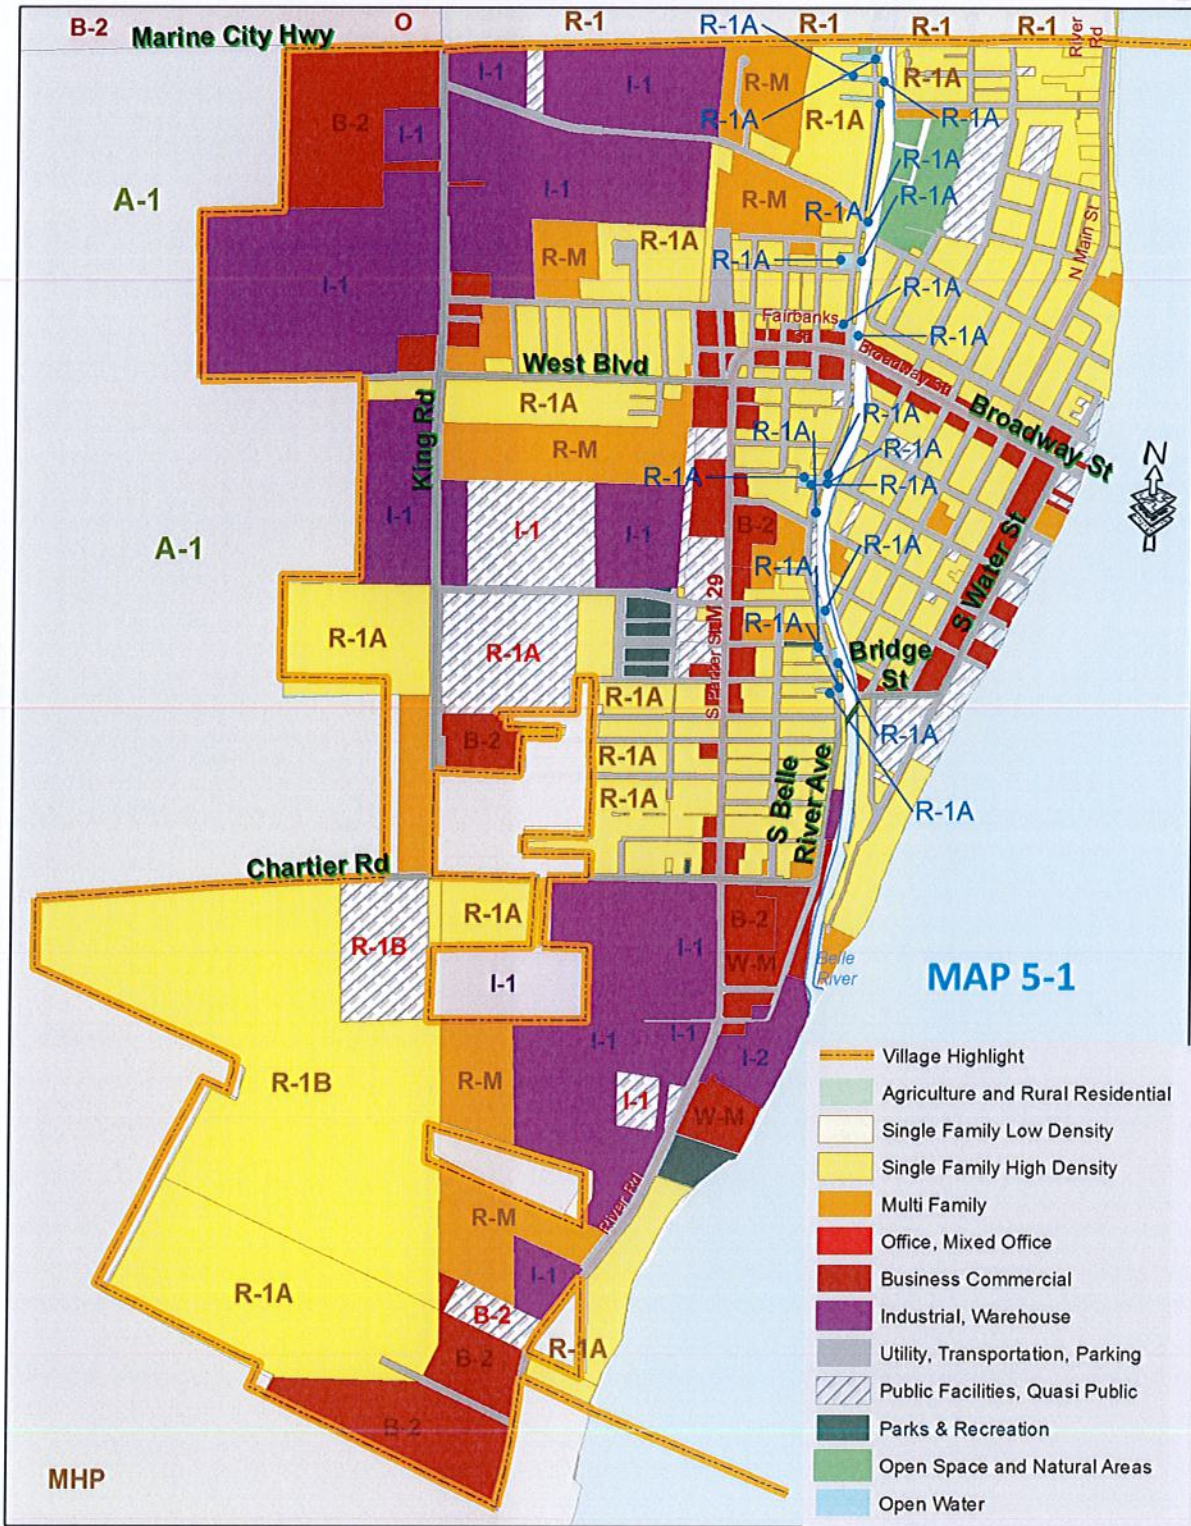 B-2
Marine City Hwy
O
R-1
R-1A
R-1
R-1
R-1
River
Rd
I-1
I-1
R-M
R-1A
B-2
I-1
R-1A
R-1A
R-1A
A-1
I-1
R-1A
R-M
R-1A
R-1A
N Main St
R-M
R-1A
R-1A
I-1
R-1A
Fairbanks
St
R-1A
West Blvd
Broadway St
Broadway St
R-1A
R-1A
R-1A
King Rd
R-M
R-1A
R-1A
R-1A
N
A-1
I-1
I-1
I-1
B-2
R-1A
R-1A
S Water St
R-1A
R-1A
R-1A
Bridge
St
S Parker St M 29
R-1A
B-2
R-1A
R-1A
R-1A
R-1A
S Belle
River Ave
Chartier Rd
R-1A
R-1B
I-1
B-2
W-M
Belle
River
MAP 5-1
I-1
I-1
I-1
I-2
R-1B
R-M
I-1
W-M
R-M
River Rd
I-1
R-1A
B-2
R-1A
B-2
B-2
MHP
Village Highlight
Agriculture and Rural Residential
Single Family Low Density
Single Family High Density
Multi Family
Office, Mixed Office
Business Commercial
Industrial, Warehouse
Utility, Transportation, Parking
Public Facilities, Quasi Public
Parks & Recreation
Open Space and Natural Areas
Open Water